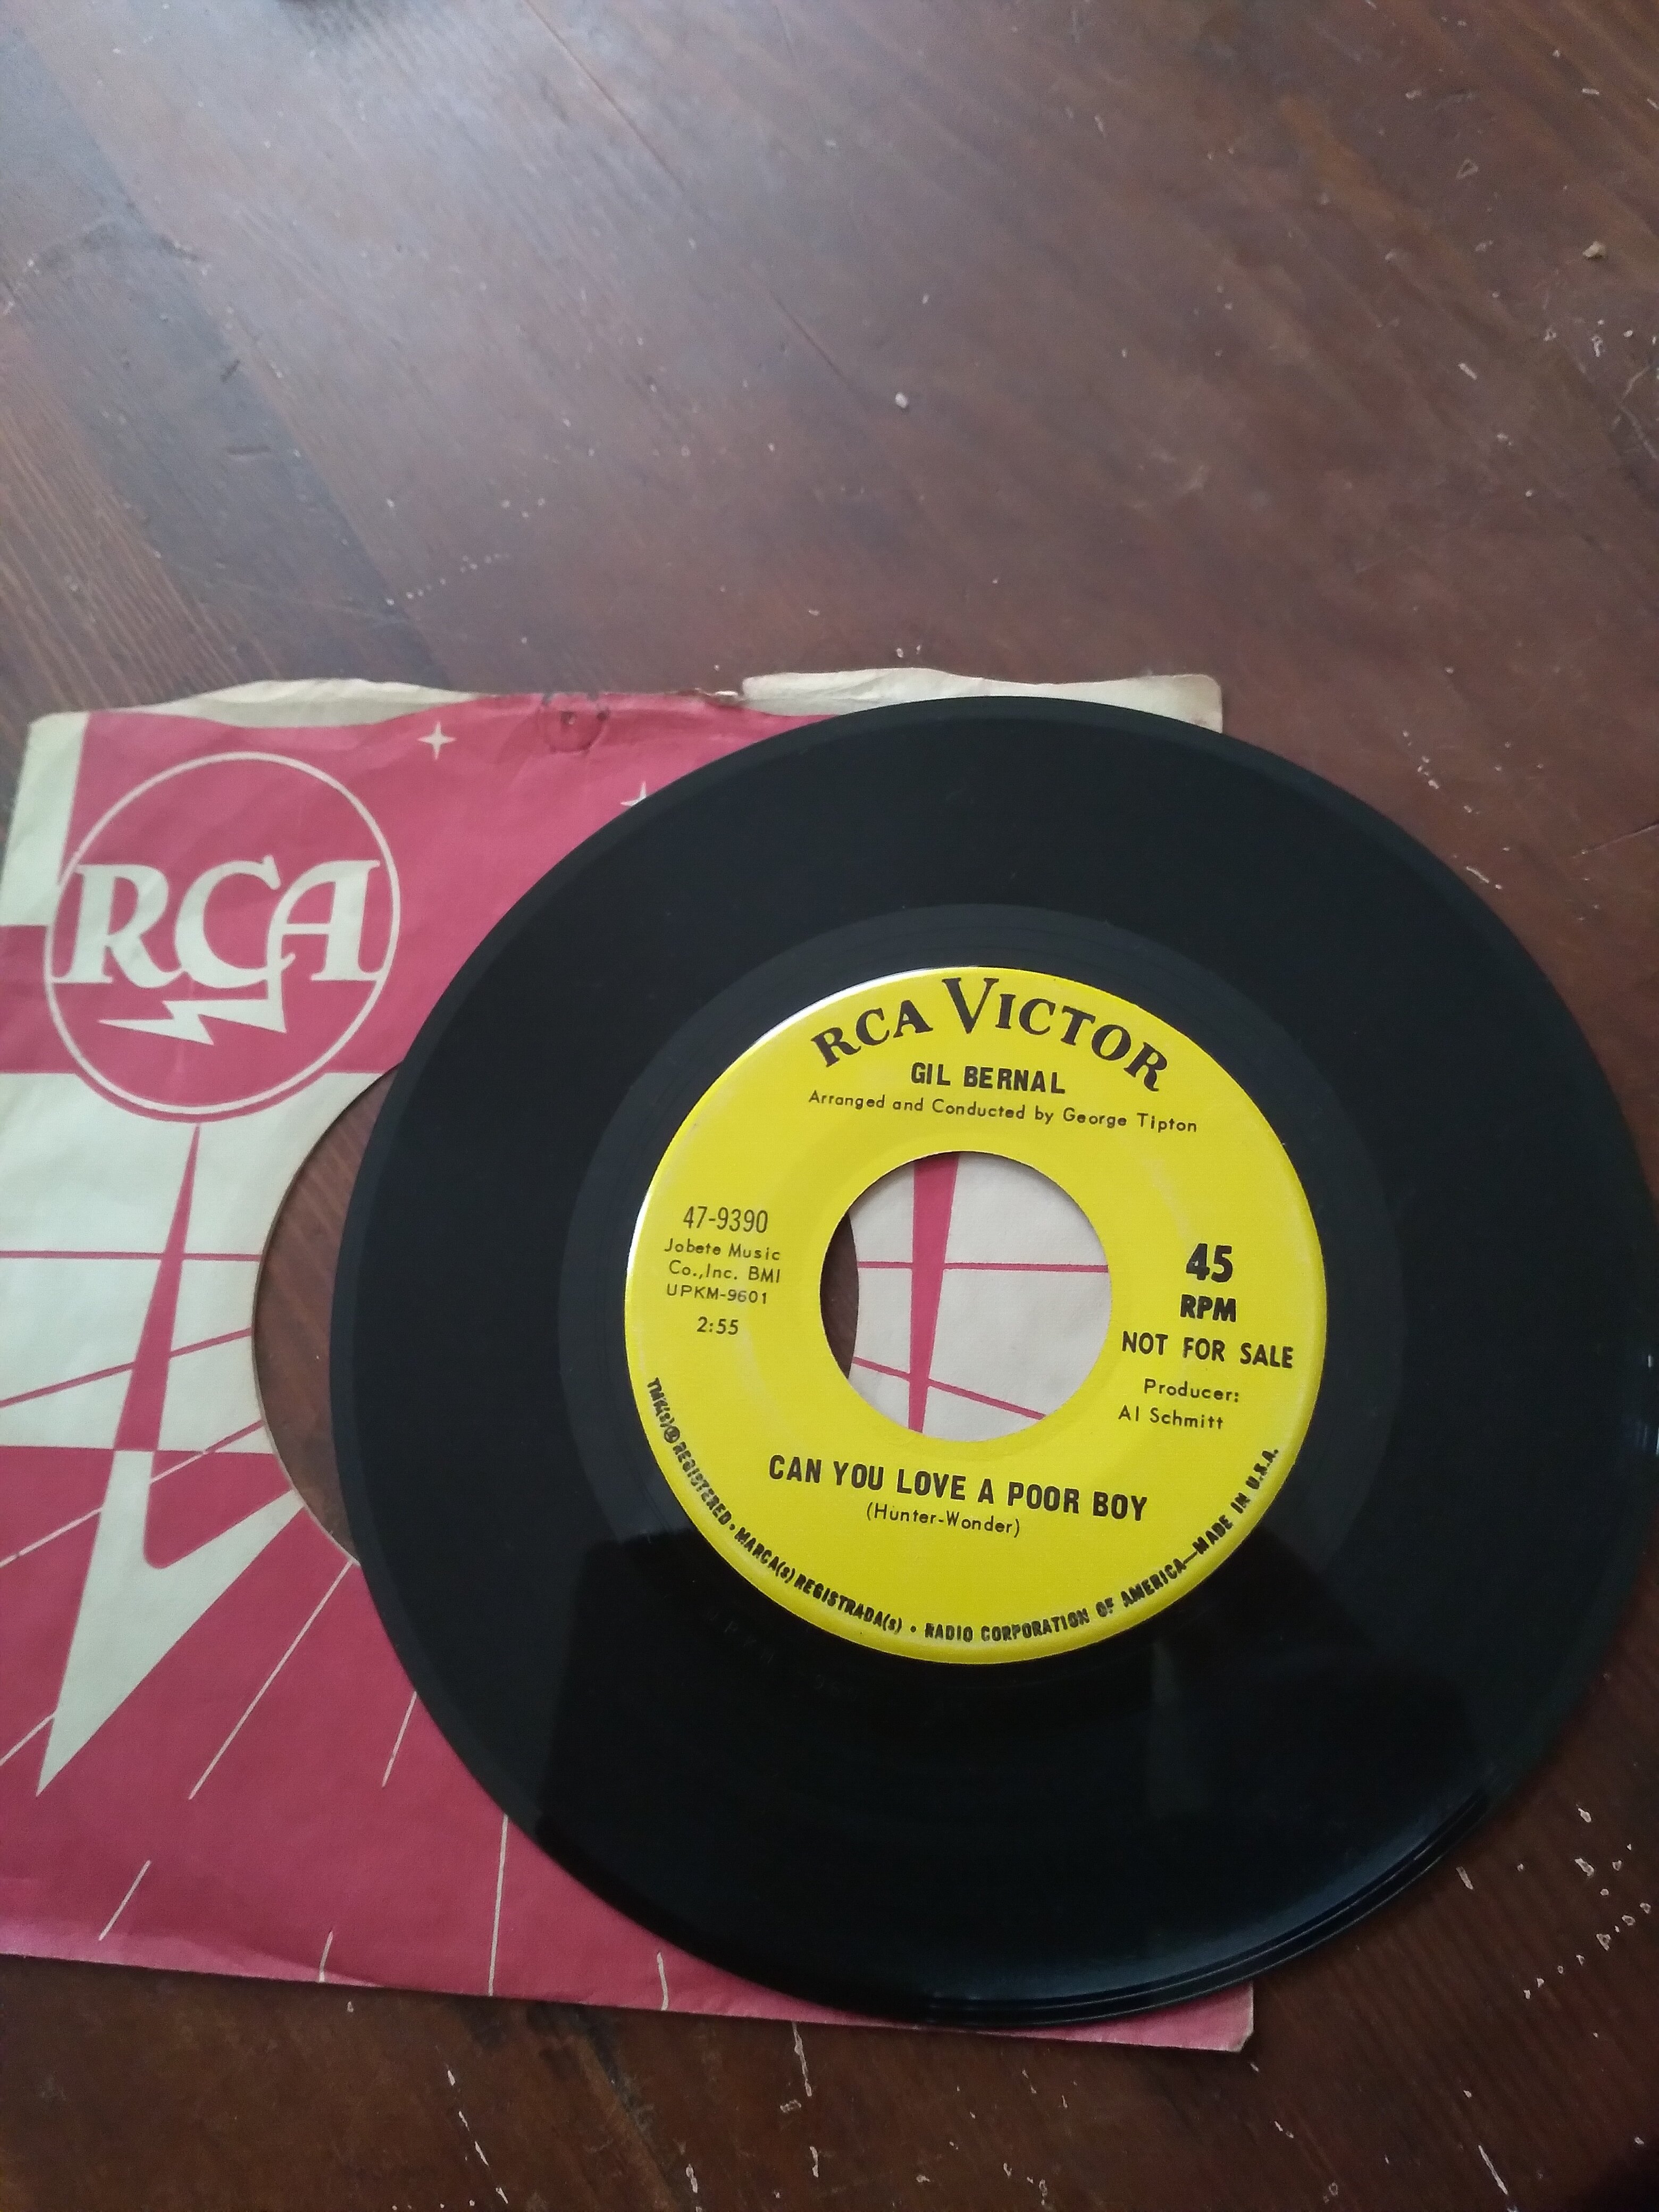 RCA
RCA VICTOR
GIL BERNAL
Arranged and Conducted by George Tipton
47-9390
Jobete Music
Co.,Inc. BMI
UPKM-9601
2:55
45
RPM
NOT FOR SALE
Producer:
Al Schmitt
CAN YOU LOVE A POOR BOY
(Hunter-Wonder)
TMK(s) ® REGISTERED • MARCA(s) REGISTRADA(s) • RADIO CORPORATION OF AMERICA—MADE IN U.S.A.